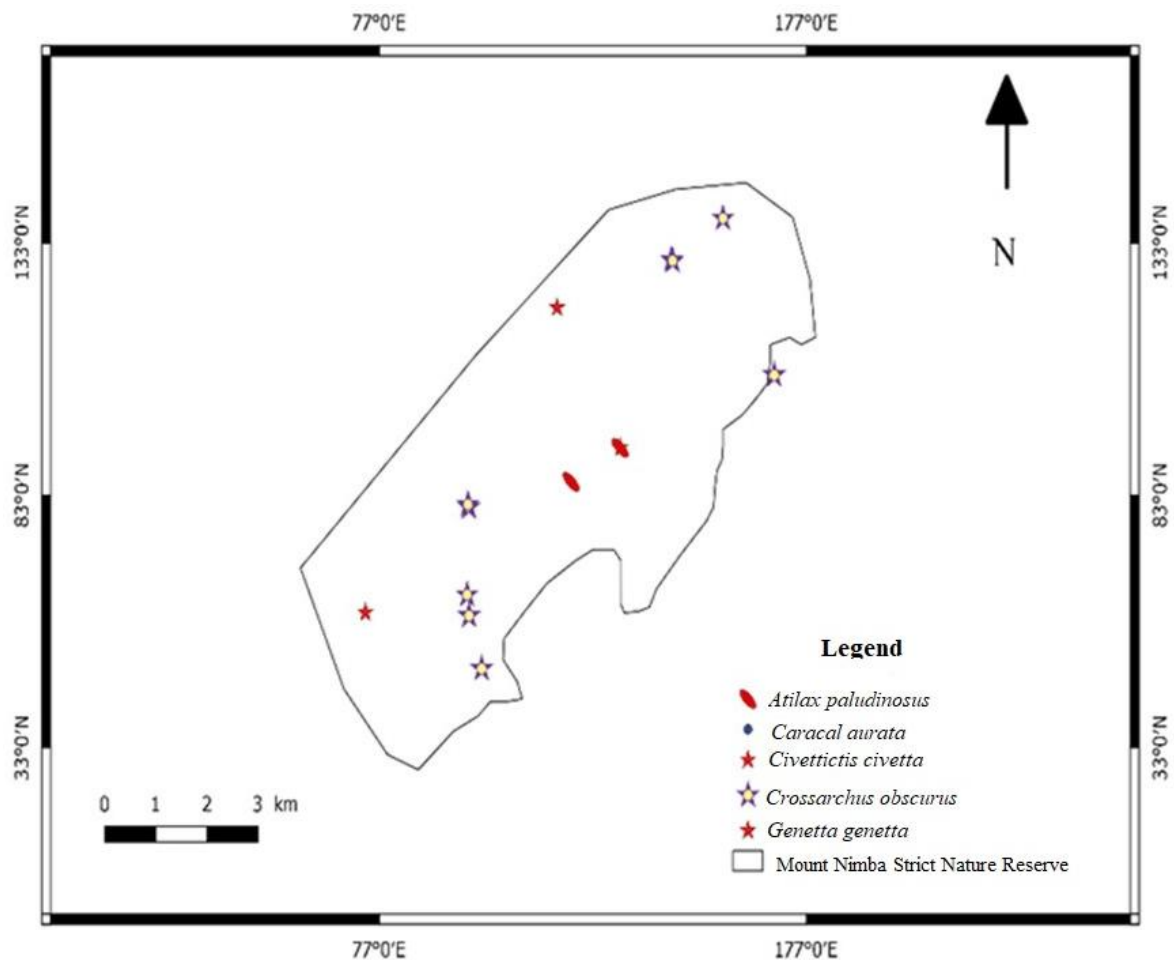 77°0'E 177°0'E
N
133°0'N 133°0'N
83°0'N 83°0'N
33°0'N 33°0'N
Legend
Atilax paludinosus
Caracal aurata
Civettictis civetta
Crossarchus obscurus
Genetta genetta
Mount Nimba Strict Nature Reserve
0 1 2 3 km
77°0'E 177°0'E